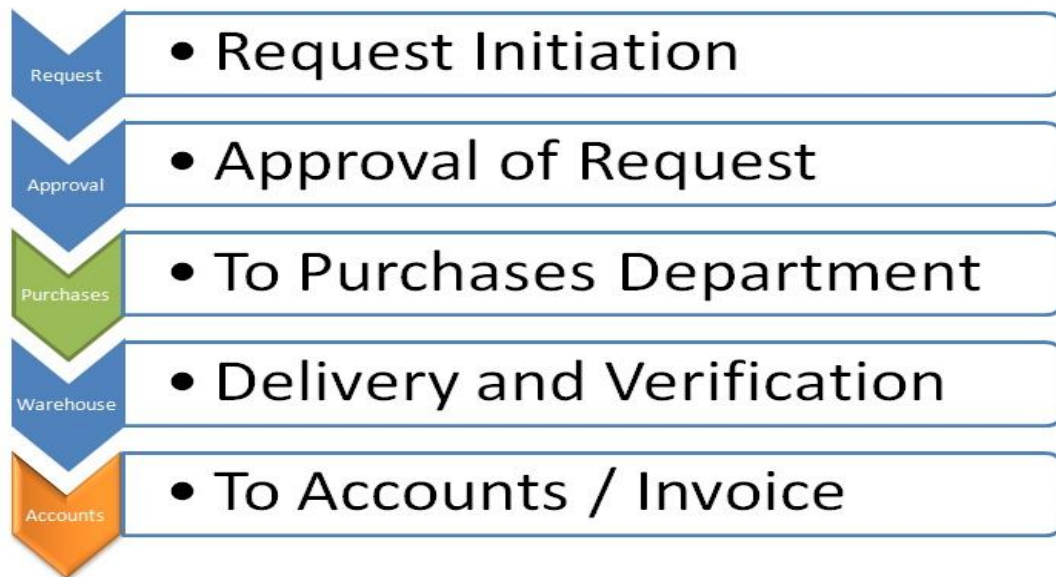 Request
• Request Initiation
Approval
• Approval of Request
Purchases
• To Purchases Department
Warehouse
• Delivery and Verification
Accounts
• To Accounts / Invoice